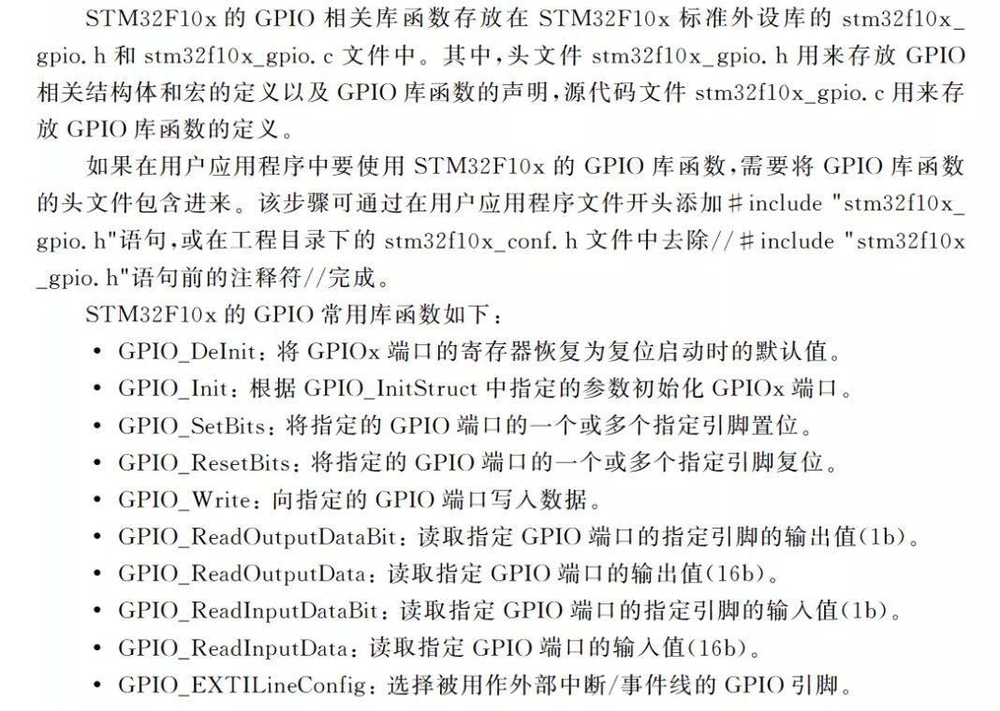 STM32F10x 的 GPIO 相关库函数存放在 STM32F10x 标准外设库的 stm32f10x_
gpio.h 和 stm32f10x_gpio.c 文件中。其中,头文件 stm32f10x_gpio.h 用来存放 GPIO
相关结构体和宏的定义以及 GPIO 库函数的声明,源代码文件 stm32f10x_gpio.c 用来存
放 GPIO 库函数的定义。
如果在用户应用程序中要使用 STM32F10x 的 GPIO 库函数,需要将 GPIO 库函数
的头文件包含进来。该步骤可通过在用户应用程序文件开头添加#include "stm32f10x_
gpio.h"语句,或在工程目录下的 stm32f10x_conf.h 文件中去除//#include "stm32f10x
_gpio.h"语句前的注释符//完成。
STM32F10x 的 GPIO 常用库函数如下:
• GPIO_DeInit: 将 GPIOx 端口的寄存器恢复为复位启动时的默认值。
• GPIO_Init: 根据 GPIO_InitStruct 中指定的参数初始化 GPIOx 端口。
• GPIO_SetBits: 将指定的 GPIO 端口的一个或多个指定引脚置位。
• GPIO_ResetBits: 将指定的 GPIO 端口的一个或多个指定引脚复位。
• GPIO_Write: 向指定的 GPIO 端口写入数据。
• GPIO_ReadOutputDataBit: 读取指定 GPIO 端口的指定引脚的输出值(1b)。
• GPIO_ReadOutputData: 读取指定 GPIO 端口的输出值(16b)。
• GPIO_ReadInputDataBit: 读取指定 GPIO 端口的指定引脚的输入值(1b)。
• GPIO_ReadInputData: 读取指定 GPIO 端口的输入值(16b)。
• GPIO_EXTILineConfig: 选择被用作外部中断/事件线的 GPIO 引脚。